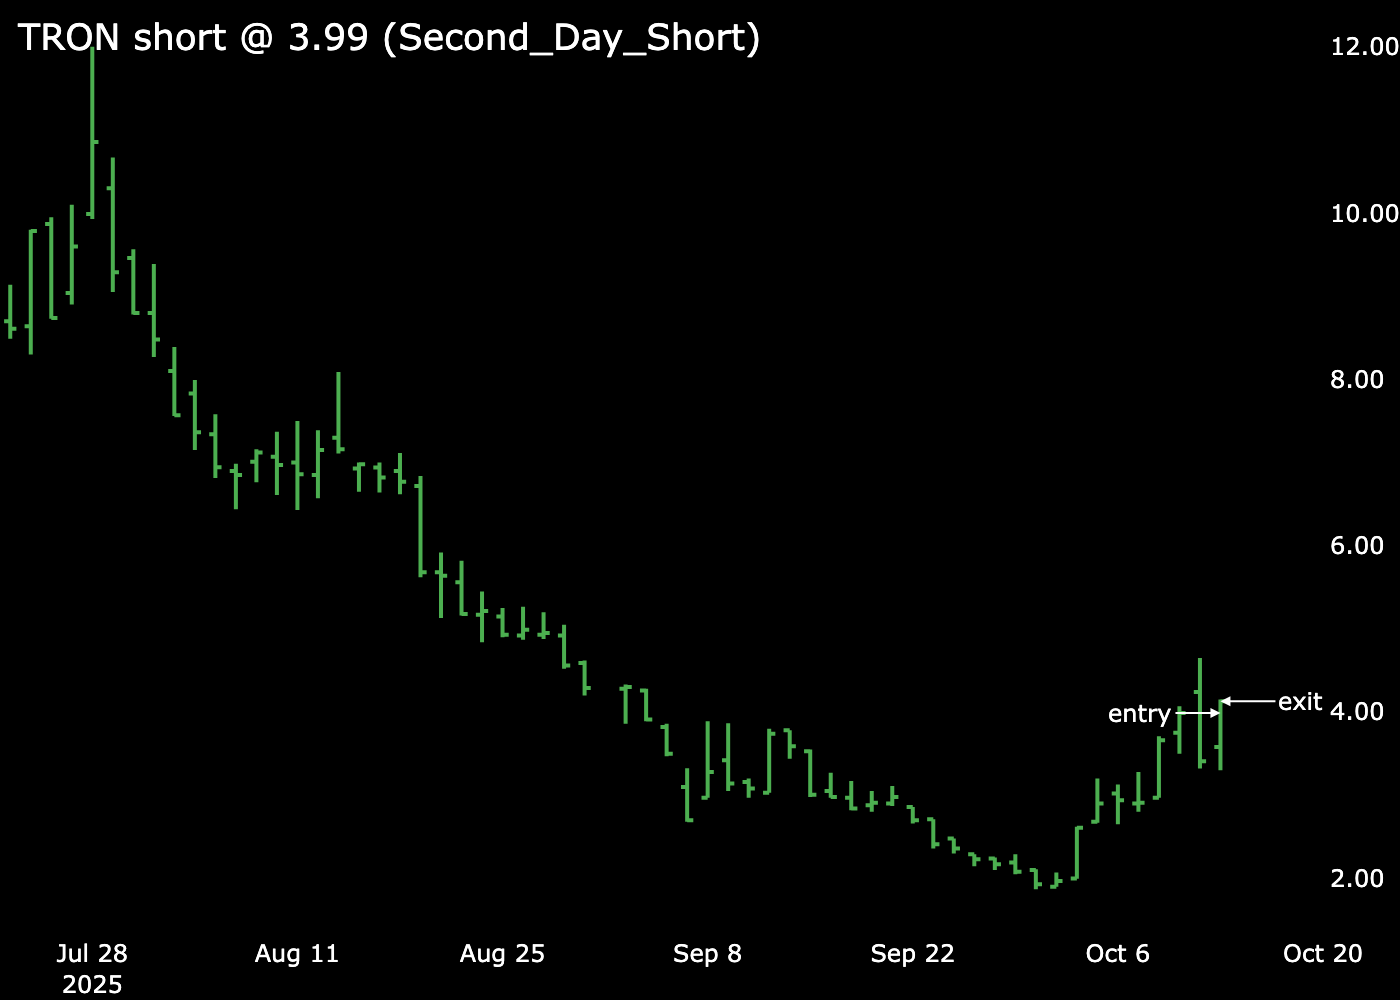 TRON short @ 3.99 (Second_Day_Short)
12.00
10.00
8.00
6.00
exit
4.00
entry
2.00
Jul 28
2025
Aug 11
Aug 25
Sep 8
Sep 22
Oct 6
Oct 20